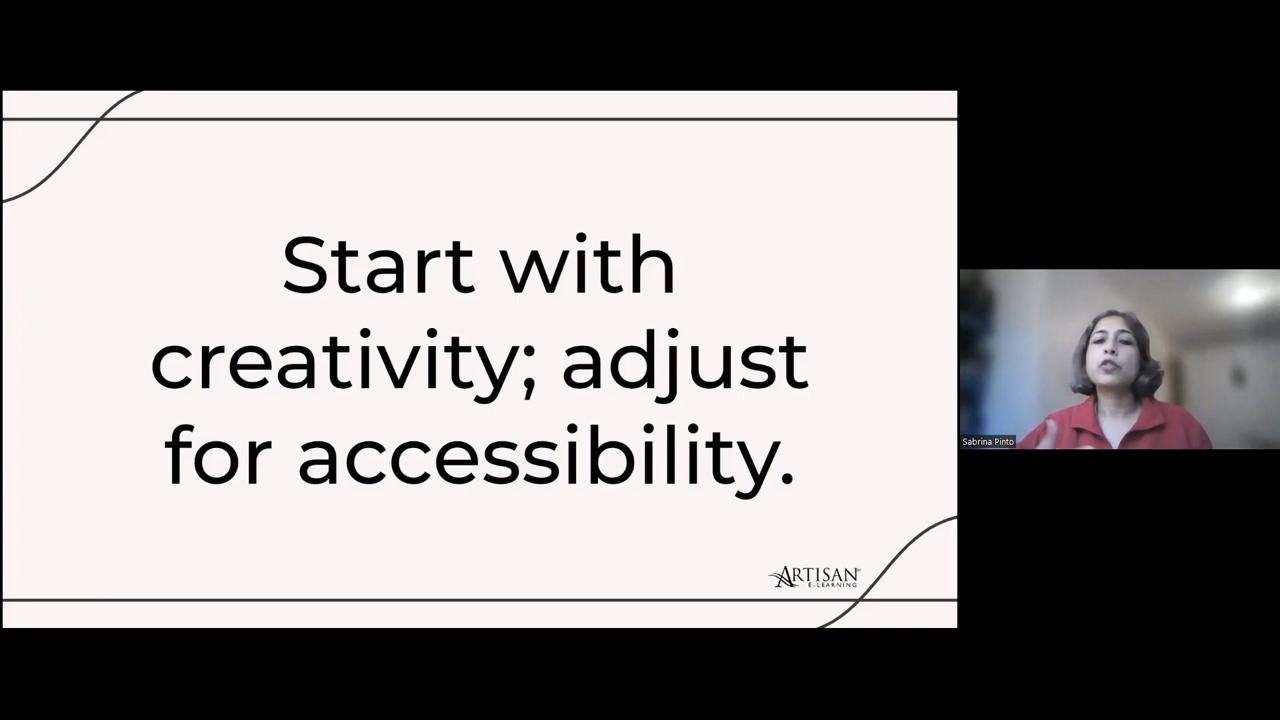 Start with
creativity; adjust
for accessibility.
ARTISAN
E-LEARNING
Sabrina Pinto